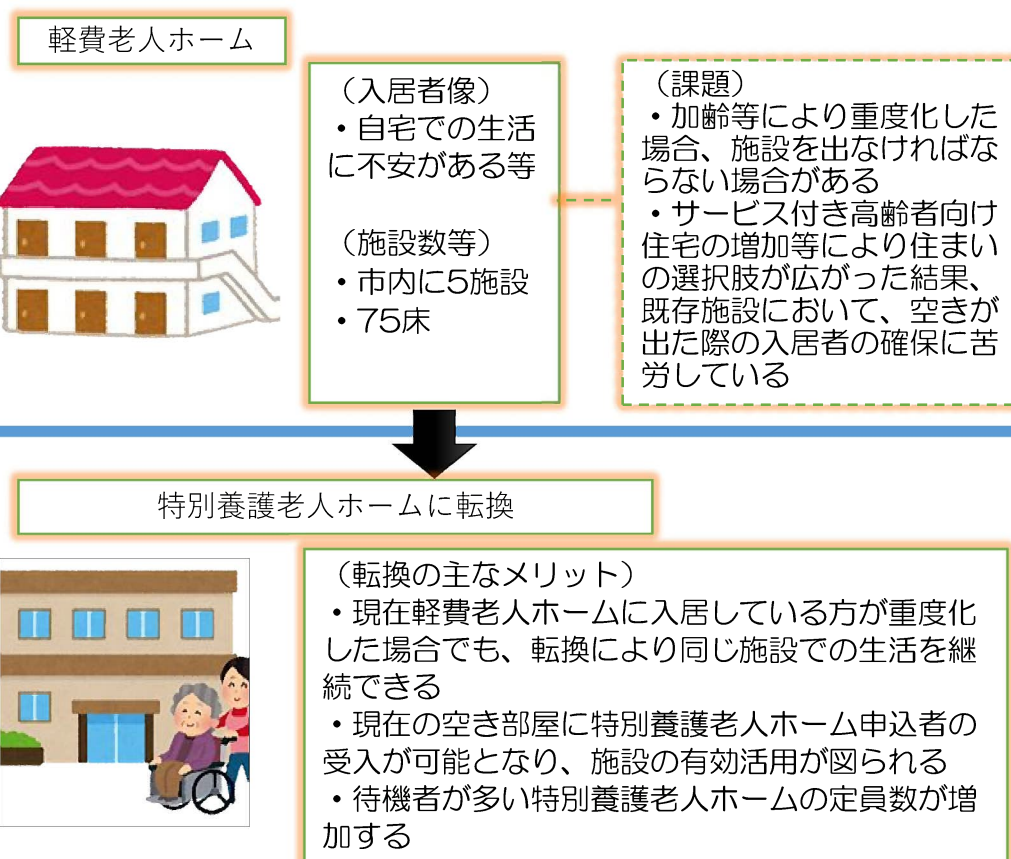 軽費老人ホーム
（入居者像）
・自宅での生活
に不安がある等
（施設数等）
・市内に5施設
・75床
（課題）
・加齢等により重度化した
場合、施設を出なければな
らない場合がある
・サービス付き高齢者向け
住宅の増加等により住まい
の選択肢が広がった結果、
既存施設において、空きが
出た際の入居者の確保に苦
労している
特別養護老人ホームに転換
（転換の主なメリット）
・現在軽費老人ホームに入居している方が重度化
した場合でも、転換により同じ施設での生活を継
続できる
・現在の空き部屋に特別養護老人ホーム申込者の
受入が可能となり、施設の有効活用が図られる
・待機者が多い特別養護老人ホームの定員数が増
加する